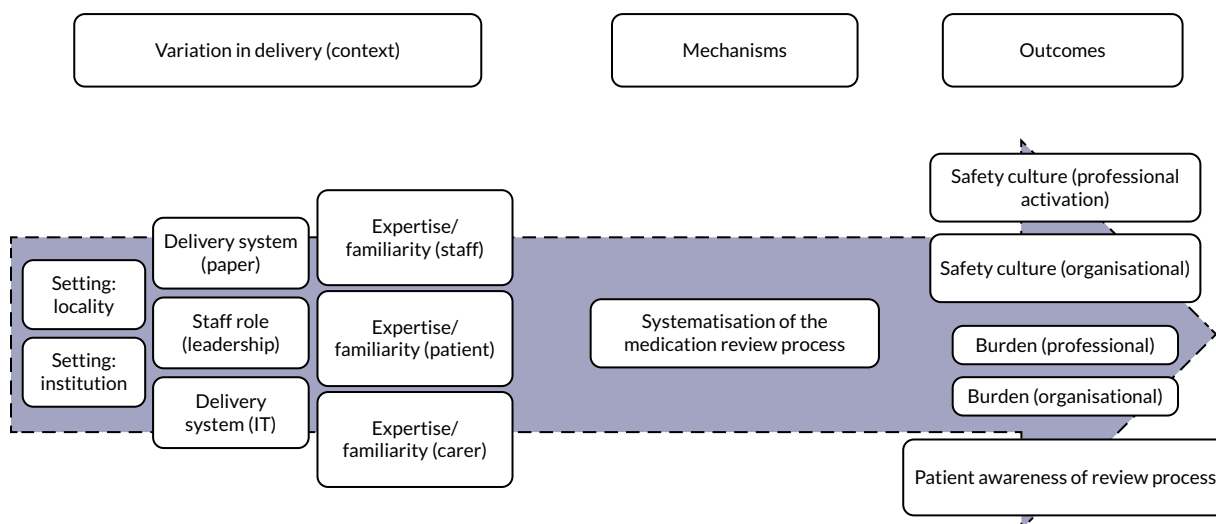 Variation in delivery (context)
Mechanisms
Outcomes
Setting:
locality
Setting:
institution
Delivery system
(paper)
Staff role
(leadership)
Delivery
system (IT)
Expertise/
familiarity (staff)
Expertise/
familiarity (patient)
Expertise/
familiarity (carer)
Systematisation of the
medication review process
Safety culture (professional
activation)
Safety culture (organisational)
Burden (professional)
Burden (organisational)
Patient awareness of review process